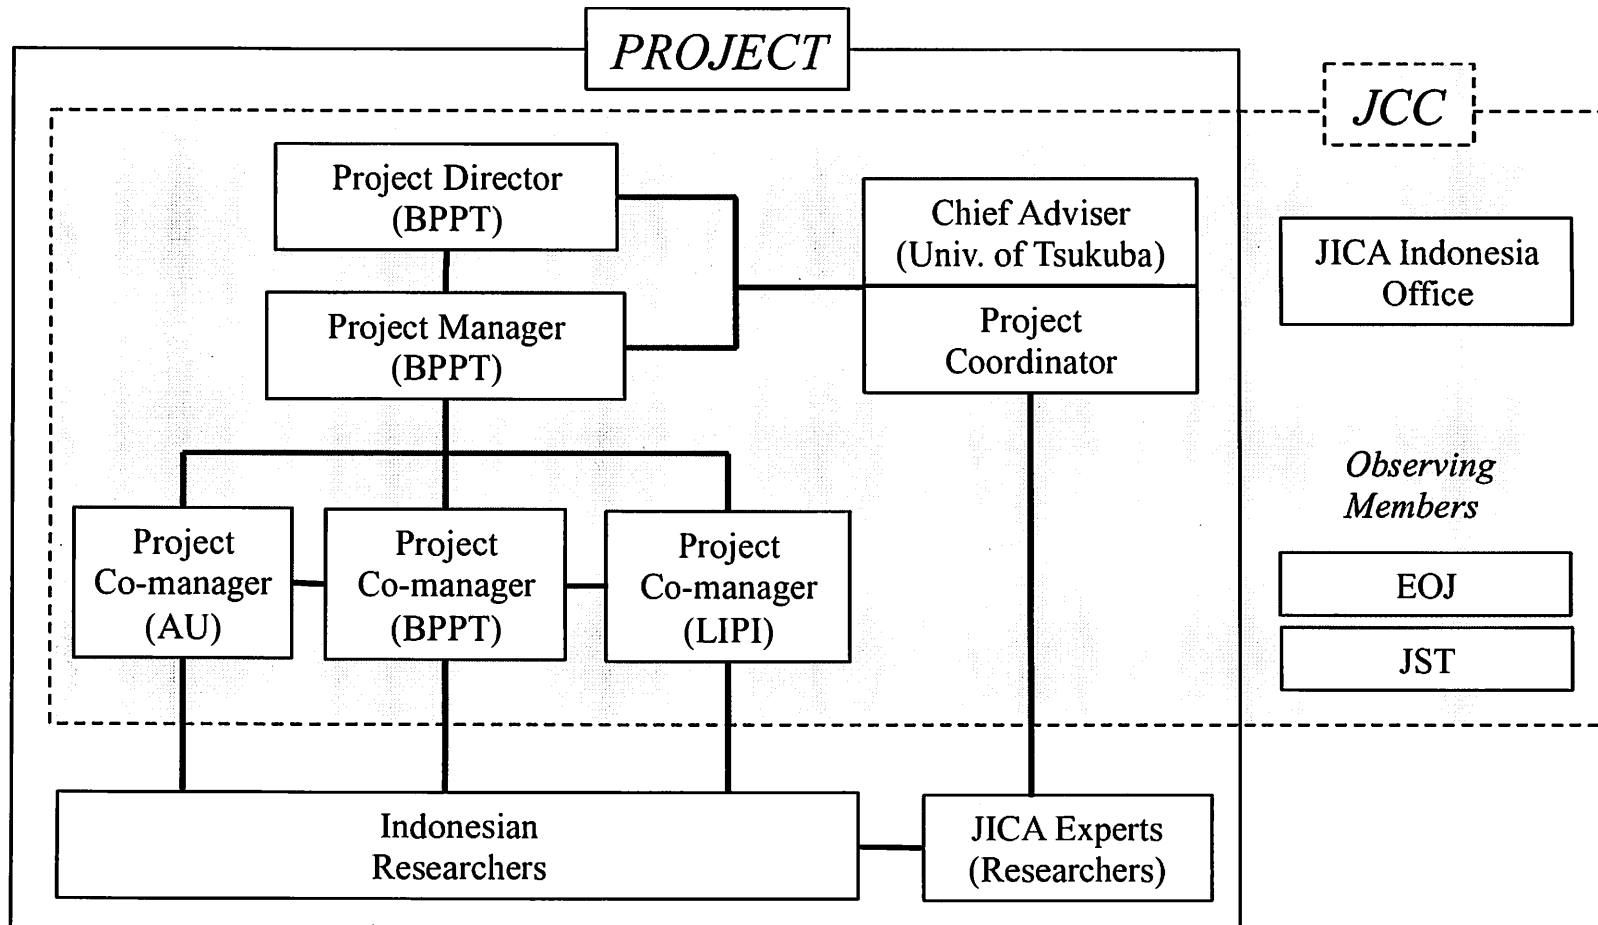 PROJECT
JCC
Project Director
(BPPT)
Chief Adviser
(Univ. of Tsukuba)
JICA Indonesia
Office
Project Manager
(BPPT)
Project
Coordinator
Observing
Members
Project
Co-manager
(AU)
Project
Co-manager
(BPPT)
Project
Co-manager
(LIPI)
EOJ
JST
Indonesian
Researchers
JICA Experts
(Researchers)